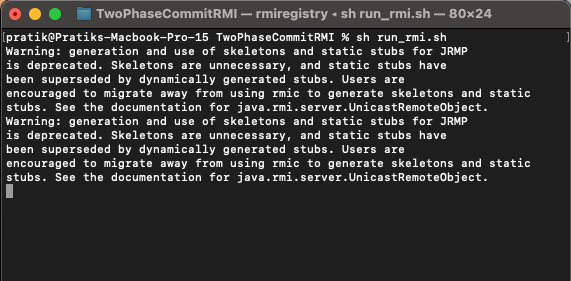 TwoPhaseCommitRMI — rmiregistry ◂ sh run_rmi.sh — 80×24
[pratik@Pratiks-Macbook-Pro-15 TwoPhaseCommitRMI % sh run_rmi.sh ]
Warning: generation and use of skeletons and static stubs for JRMP
is deprecated. Skeletons are unnecessary, and static stubs have
been superseded by dynamically generated stubs. Users are
encouraged to migrate away from using rmic to generate skeletons and static
stubs. See the documentation for java.rmi.server.UnicastRemoteObject.
Warning: generation and use of skeletons and static stubs for JRMP
is deprecated. Skeletons are unnecessary, and static stubs have
been superseded by dynamically generated stubs. Users are
encouraged to migrate away from using rmic to generate skeletons and static
stubs. See the documentation for java.rmi.server.UnicastRemoteObject.